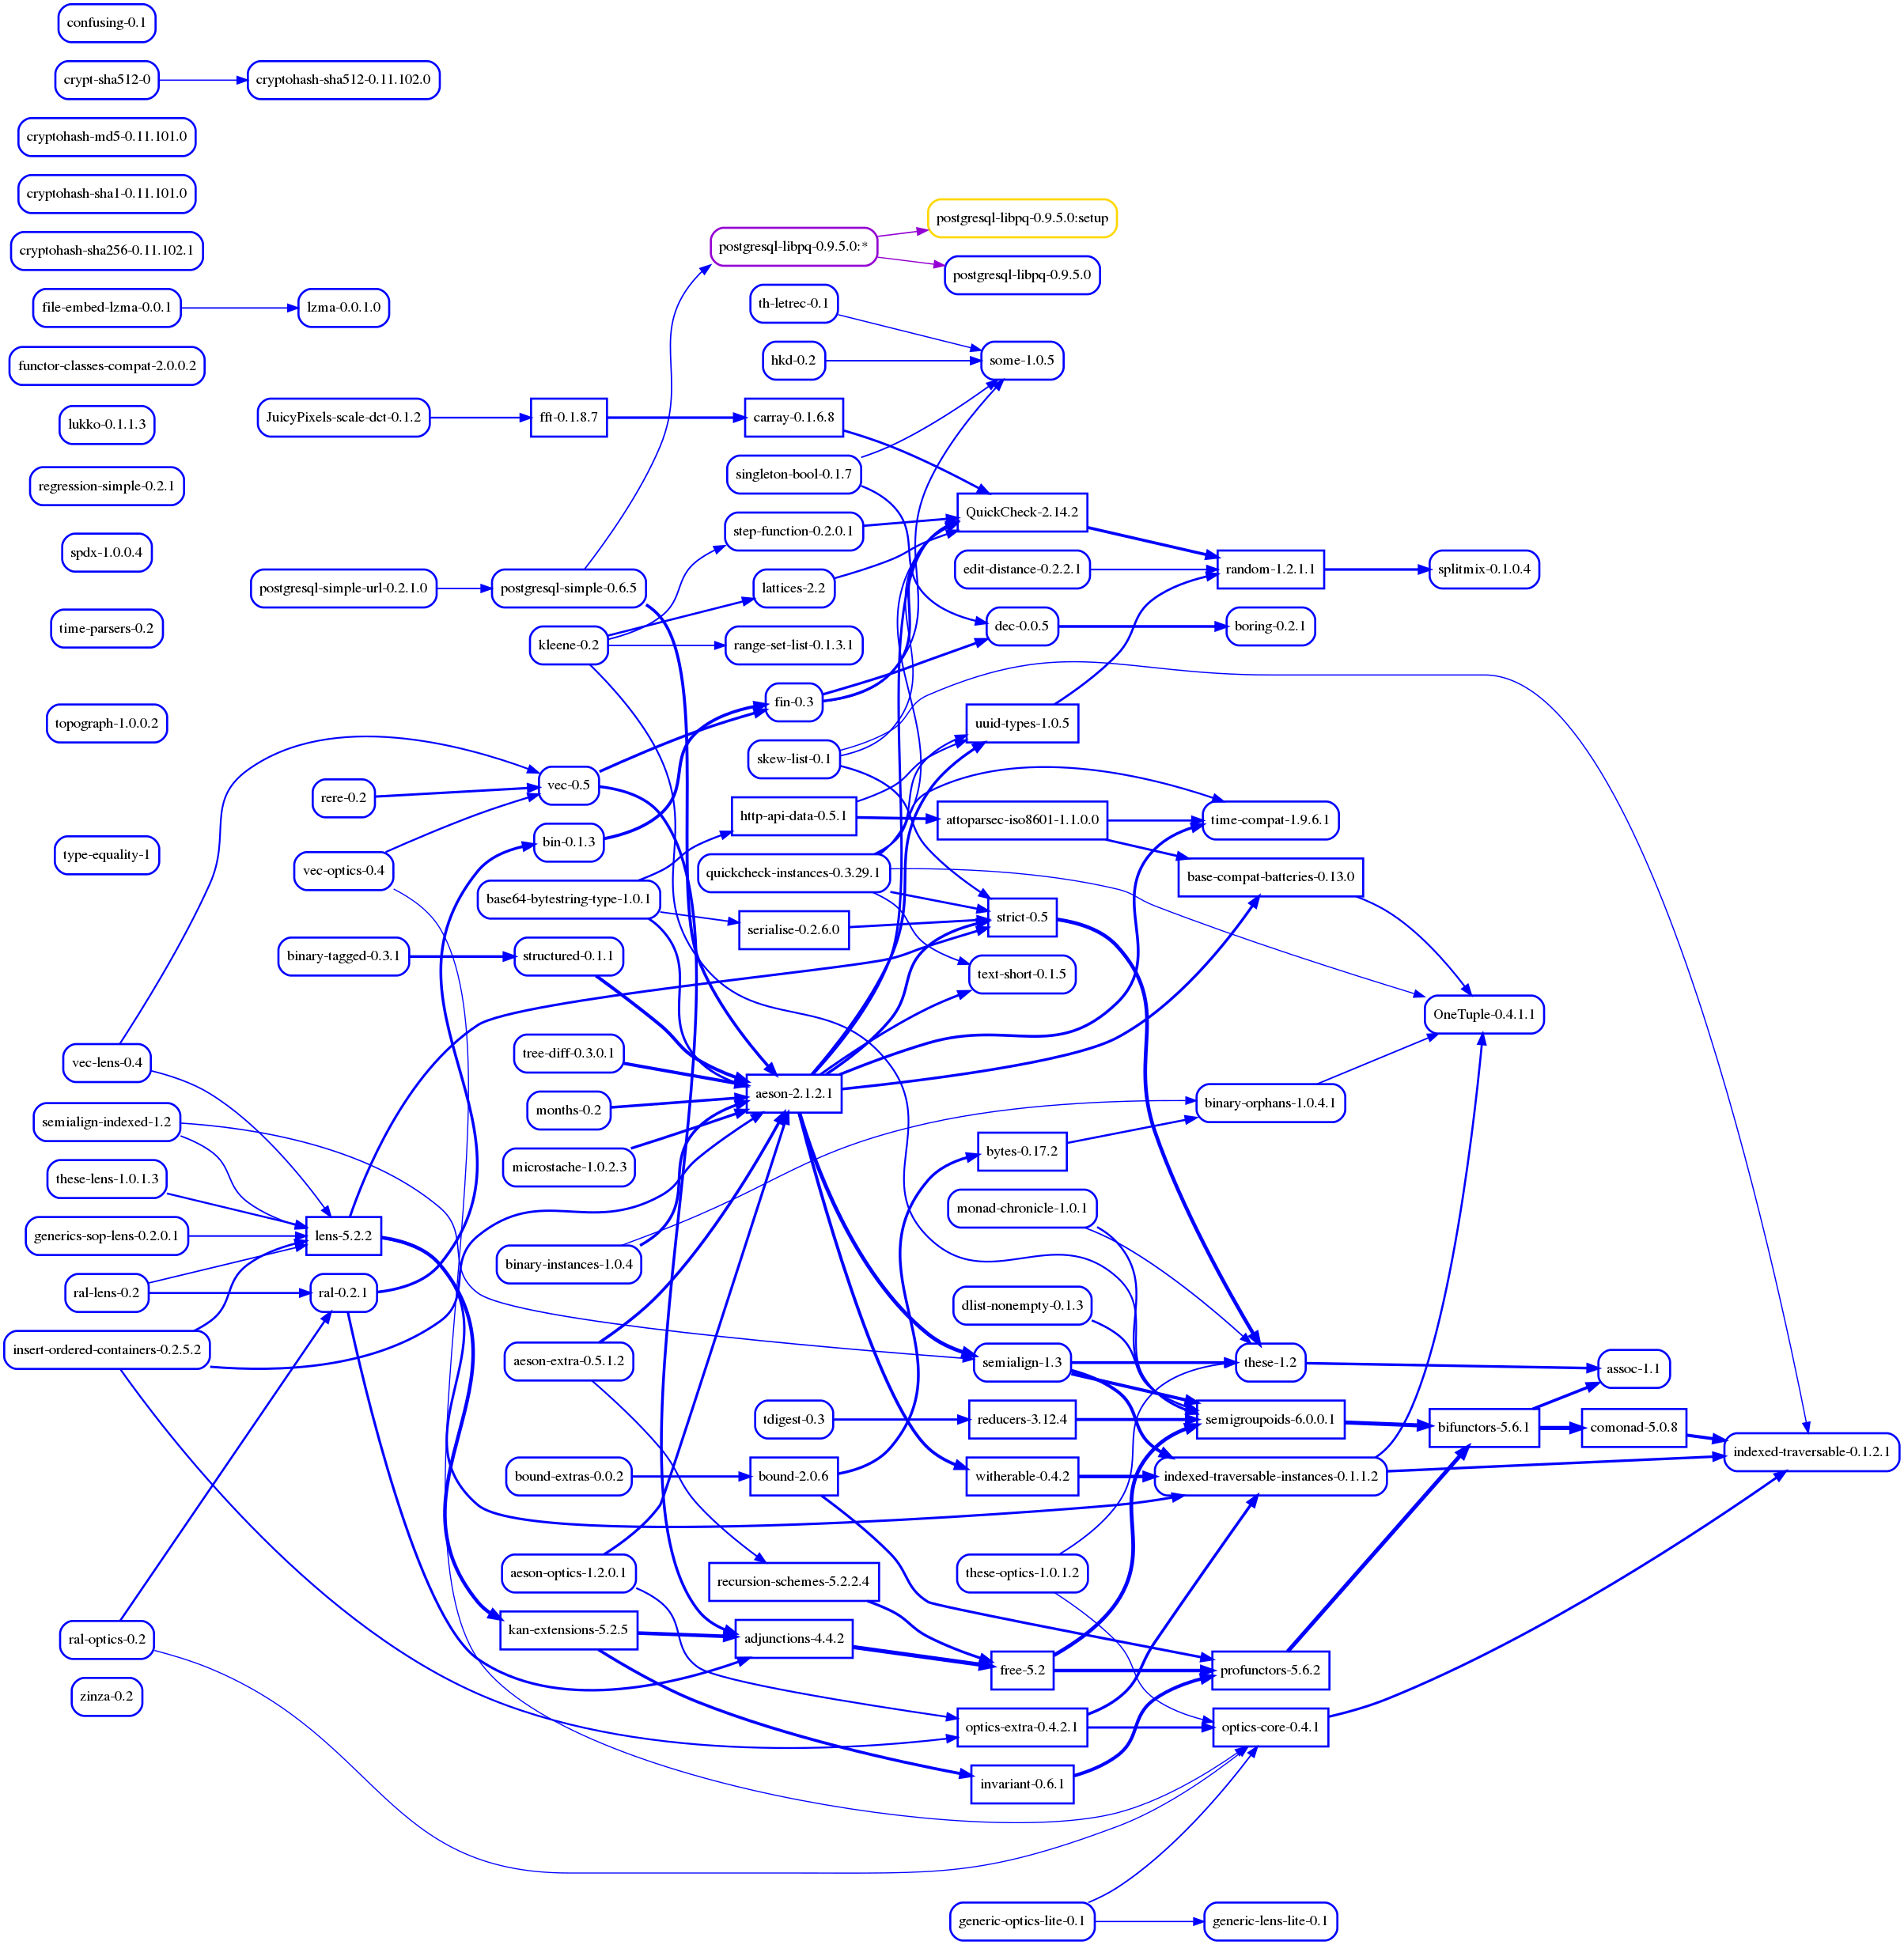 confusing-0.1
crypt-sha512-0
cryptohash-sha512-0.11.102.0
cryptohash-md5-0.11.101.0
cryptohash-sha1-0.11.101.0
cryptohash-sha256-0.11.102.1
file-embed-lzma-0.0.1
lzma-0.0.1.0
functor-classes-compat-2.0.0.2
lukko-0.1.1.3
regression-simple-0.2.1
spdx-1.0.0.4
time-parsers-0.2
topograph-1.0.0.2
type-equality-1
vec-lens-0.4
semialign-indexed-1.2
these-lens-1.0.1.3
generics-sop-lens-0.2.0.1
ral-lens-0.2
insert-ordered-containers-0.2.5.2
ral-optics-0.2
zinza-0.2
JuicyPixels-scale-dct-0.1.2
postgresql-simple-url-0.2.1.0
rere-0.2
vec-optics-0.4
binary-tagged-0.3.1
lens-5.2.2
ral-0.2.1
fft-0.1.8.7
postgresql-simple-0.6.5
kleene-0.2
vec-0.5
bin-0.1.3
base64-bytestring-type-1.0.1
structured-0.1.1
tree-diff-0.3.0.1
months-0.2
microstache-1.0.2.3
binary-instances-1.0.4
aeson-extra-0.5.1.2
bound-extras-0.0.2
aeson-optics-1.2.0.1
kan-extensions-5.2.5
postgresql-libpq-0.9.5.0:*
th-letrec-0.1
hkd-0.2
carray-0.1.6.8
singleton-bool-0.1.7
step-function-0.2.0.1
lattices-2.2
range-set-list-0.1.3.1
fin-0.3
skew-list-0.1
http-api-data-0.5.1
quickcheck-instances-0.3.29.1
serialise-0.2.6.0
aeson-2.1.2.1
tdigest-0.3
bound-2.0.6
recursion-schemes-5.2.2.4
adjunctions-4.4.2
postgresql-libpq-0.9.5.0:setup
postgresql-libpq-0.9.5.0
some-1.0.5
QuickCheck-2.14.2
edit-distance-0.2.2.1
dec-0.0.5
uuid-types-1.0.5
attoparsec-iso8601-1.1.0.0
strict-0.5
text-short-0.1.5
bytes-0.17.2
monad-chronicle-1.0.1
dlist-nonempty-0.1.3
semialign-1.3
reducers-3.12.4
witherable-0.4.2
these-optics-1.0.1.2
free-5.2
optics-extra-0.4.2.1
invariant-0.6.1
generic-optics-lite-0.1
random-1.2.1.1
boring-0.2.1
time-compat-1.9.6.1
base-compat-batteries-0.13.0
binary-orphans-1.0.4.1
these-1.2
semigroupoids-6.0.0.1
indexed-traversable-instances-0.1.1.2
profunctors-5.6.2
optics-core-0.4.1
generic-lens-lite-0.1
splitmix-0.1.0.4
OneTuple-0.4.1.1
bifunctors-5.6.1
assoc-1.1
comonad-5.0.8
indexed-traversable-0.1.2.1